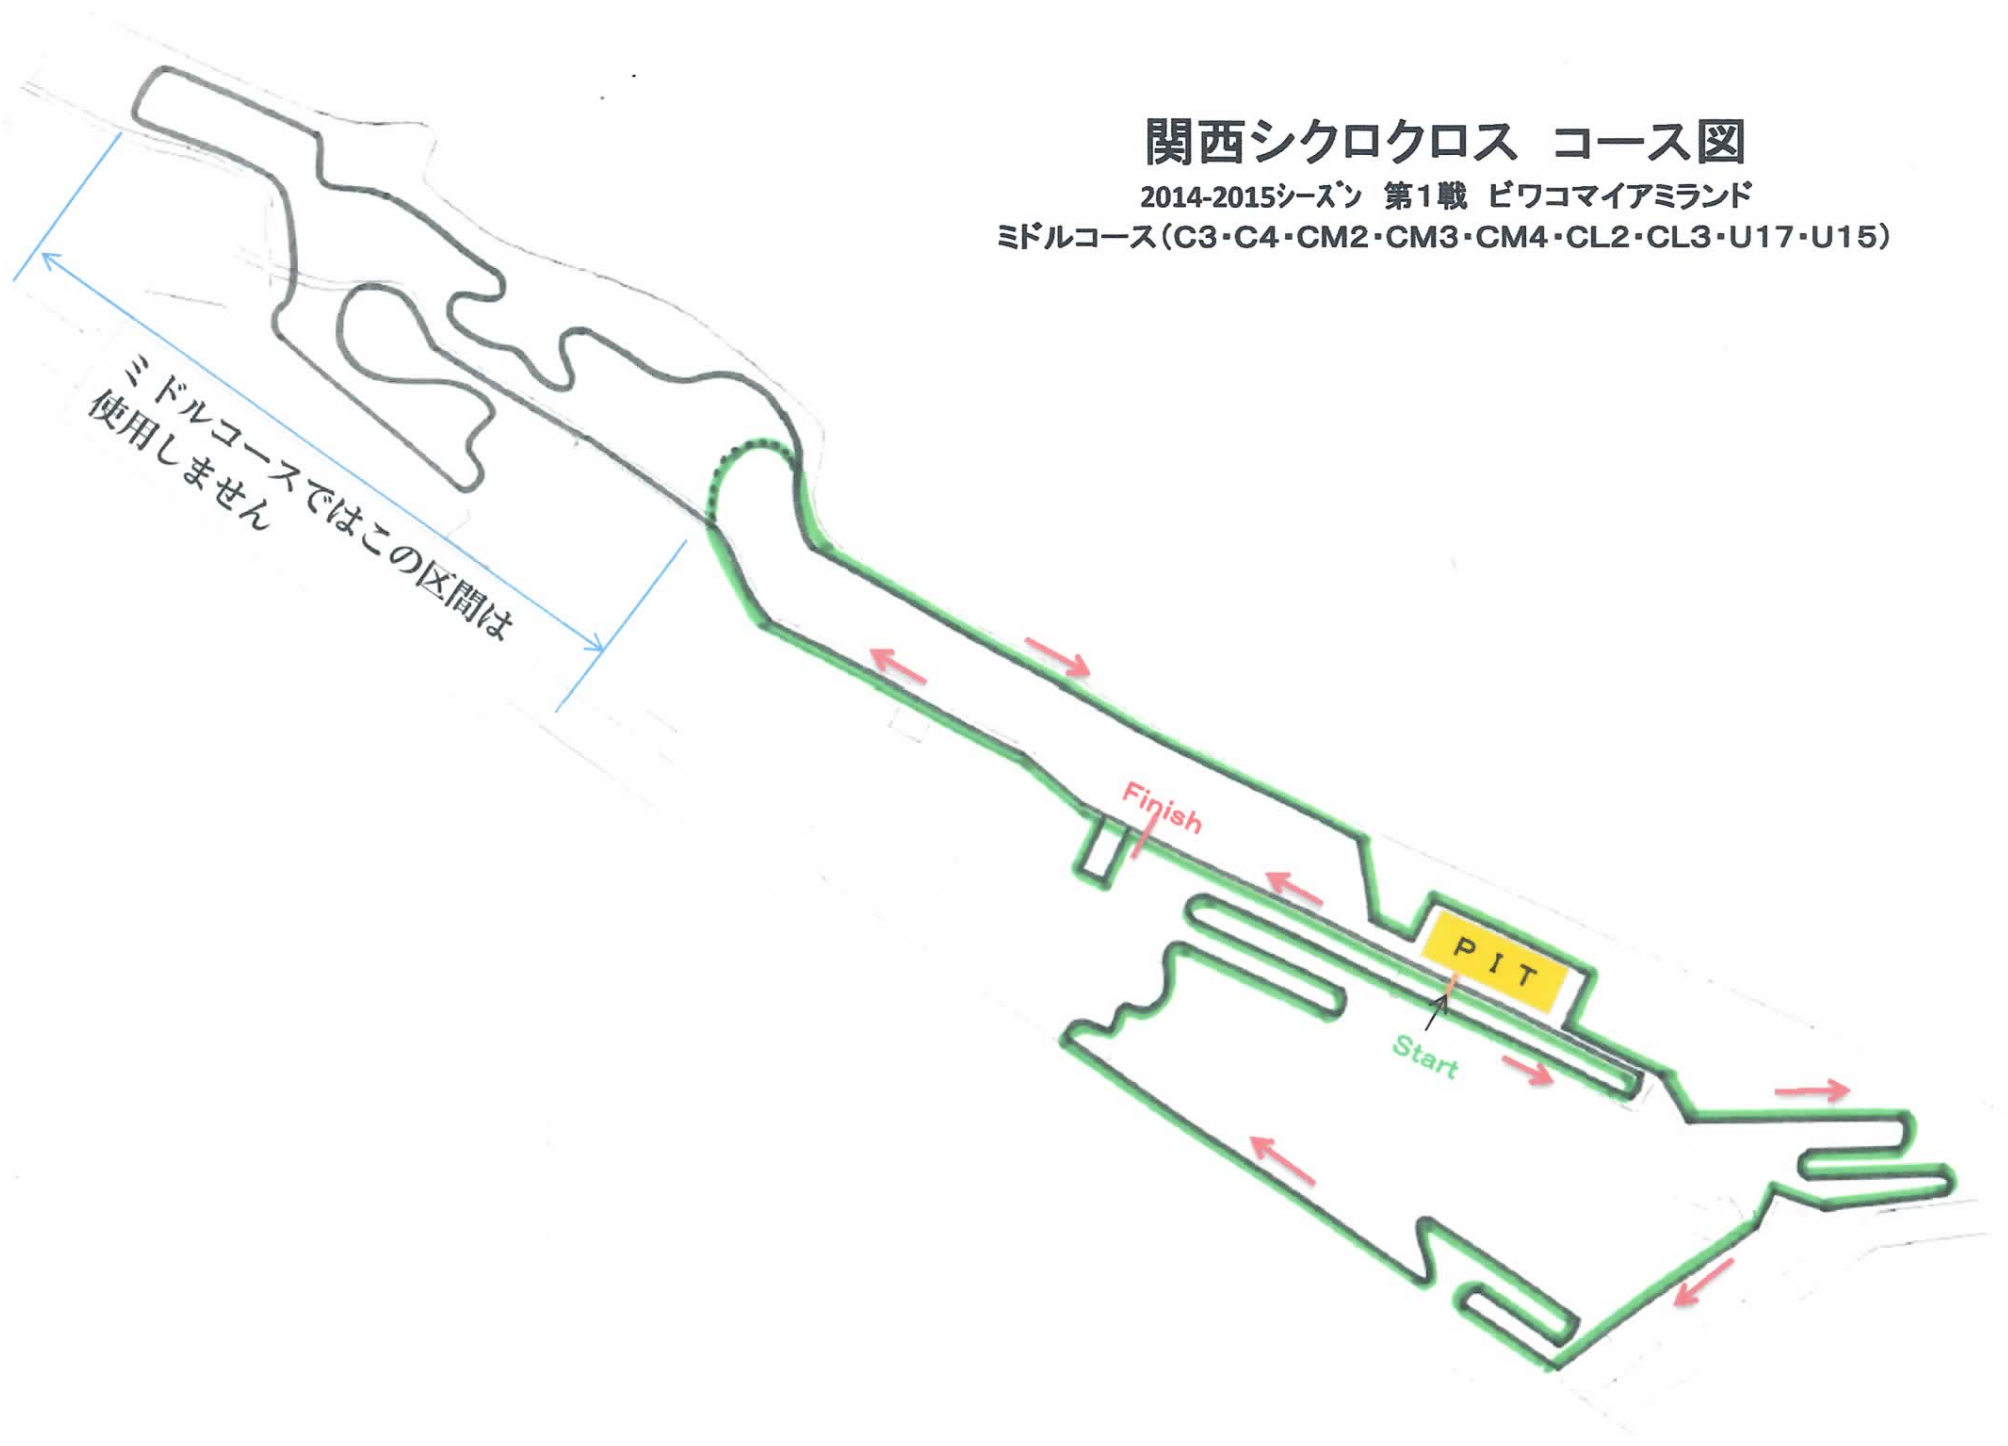 関西シクロクロス コース図
2014-2015ｼｰｽﾞﾝ 第1戦 ビワコマイアミランド
ミドルコース(C3・C4・CM2・CM3・CM4・CL2・CL3・U17・U15)
ミドルコースではこの区間は
使用しません
Finish
PIT
Start